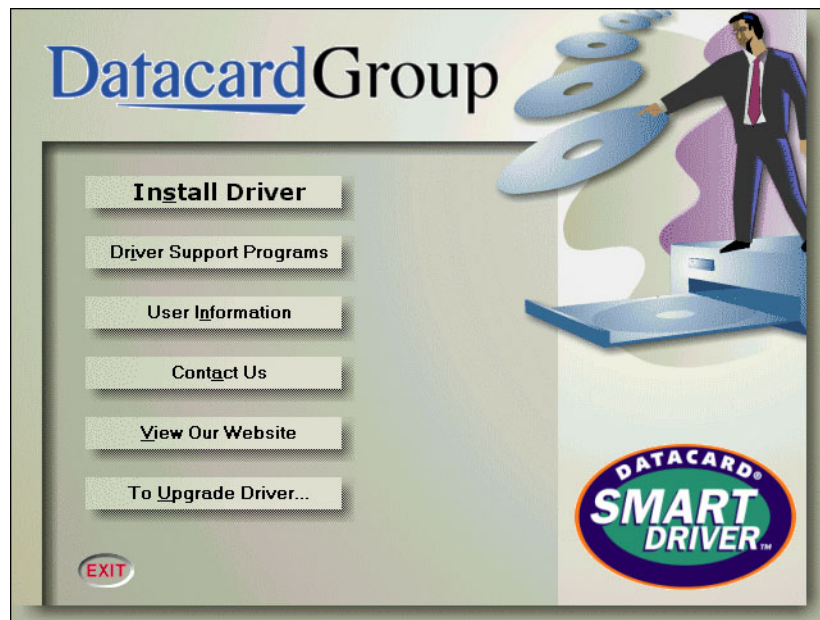 DatacardGroup
Install Driver
Driver Support Programs
User Information
Contact Us
View Our Website
To Upgrade Driver...
EXIT
DATACARD®
SMART
DRIVER™